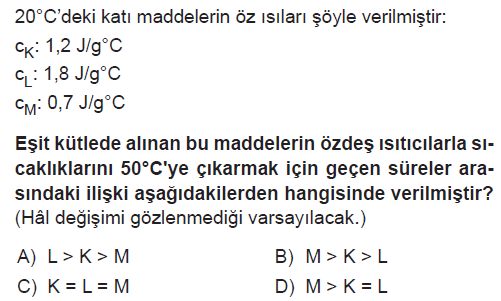 20°C'deki katı maddelerin öz ısıları şöyle verilmiştir:
cK: 1,2 J/g°C
cL: 1,8 J/g°C
cM: 0,7 J/g°C
Eşit kütlede alınan bu maddelerin özdeş ısıtıcılarla sı-
caklıklarını 50°C'ye çıkarmak için geçen süreler ara-
sındaki ilişki aşağıdakilerden hangisinde verilmiştir?
(Hâl değişimi gözlenmediği varsayılacak.)
A) L > K > M
B) M > K > L
C) K = L = M
D) M > K = L